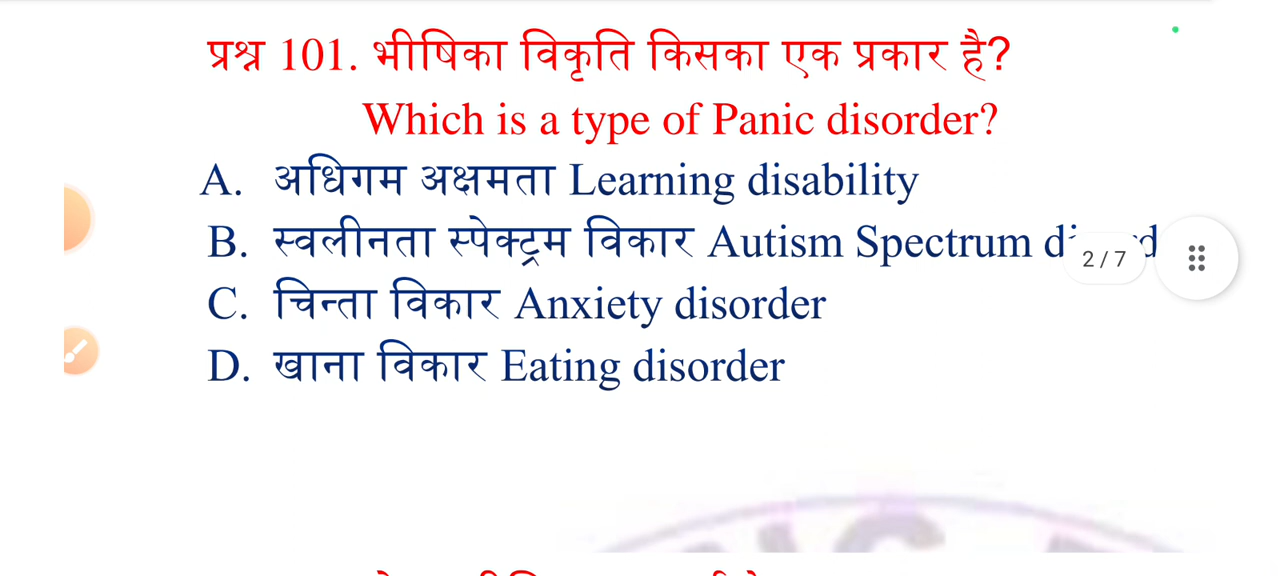 प्रश्न 101. भीषिका विकृति किसका एक प्रकार है?
Which is a type of Panic disorder?
A. अधिगम अक्षमता Learning disability
B. स्वलीनता स्पेक्ट्रम विकार Autism Spectrum
2 / 7
C. चिन्ता विकार Anxiety disorder
D. खाना विकार Eating disorder